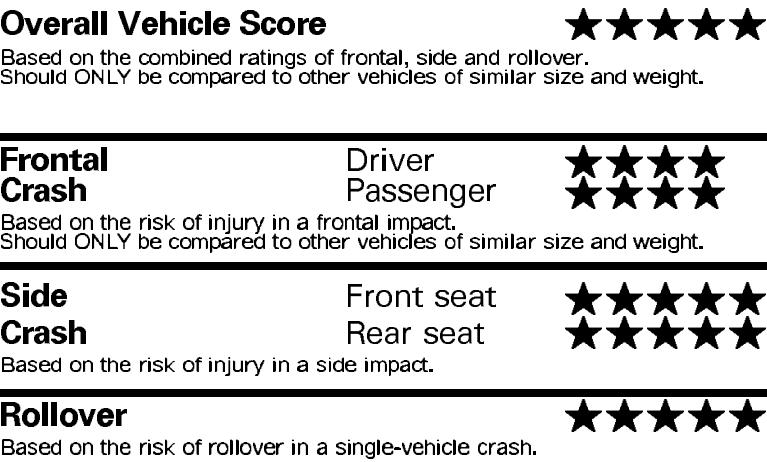 Overall Vehicle Score ★★★★★
Based on the combined ratings of frontal, side and rollover.
Should ONLY be compared to other vehicles of similar size and weight.
Frontal Driver ★★★★
Crash Passenger ★★★★
Based on the risk of injury in a frontal impact.
Should ONLY be compared to other vehicles of similar size and weight.
Side Front seat ★★★★★
Crash Rear seat ★★★★★
Based on the risk of injury in a side impact.
Rollover ★★★★★
Based on the risk of rollover in a single-vehicle crash.